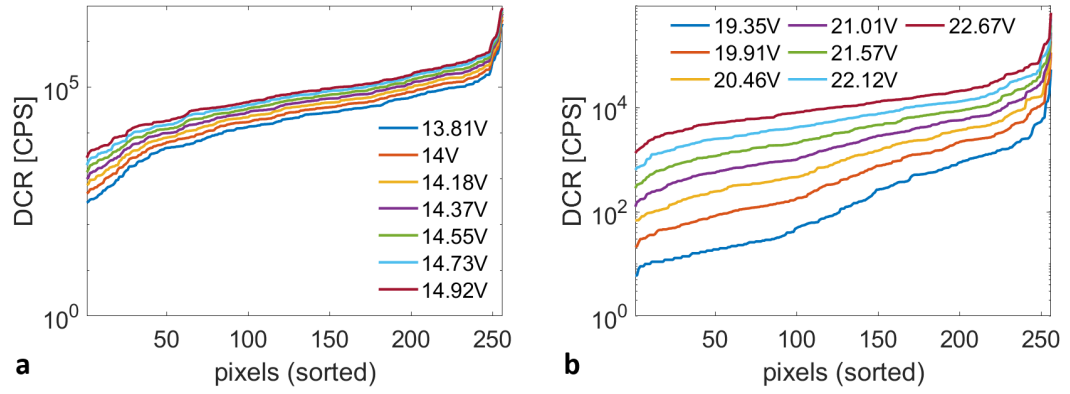 DCR [CPS]
10^5
10^0
13.81V
14V
14.18V
14.37V
14.55V
14.73V
14.92V
50 100 150 200 250
pixels (sorted)
a
DCR [CPS]
10^4
10^2
10^0
19.35V 21.01V 22.67V
19.91V 21.57V
20.46V 22.12V
50 100 150 200 250
pixels (sorted)
b